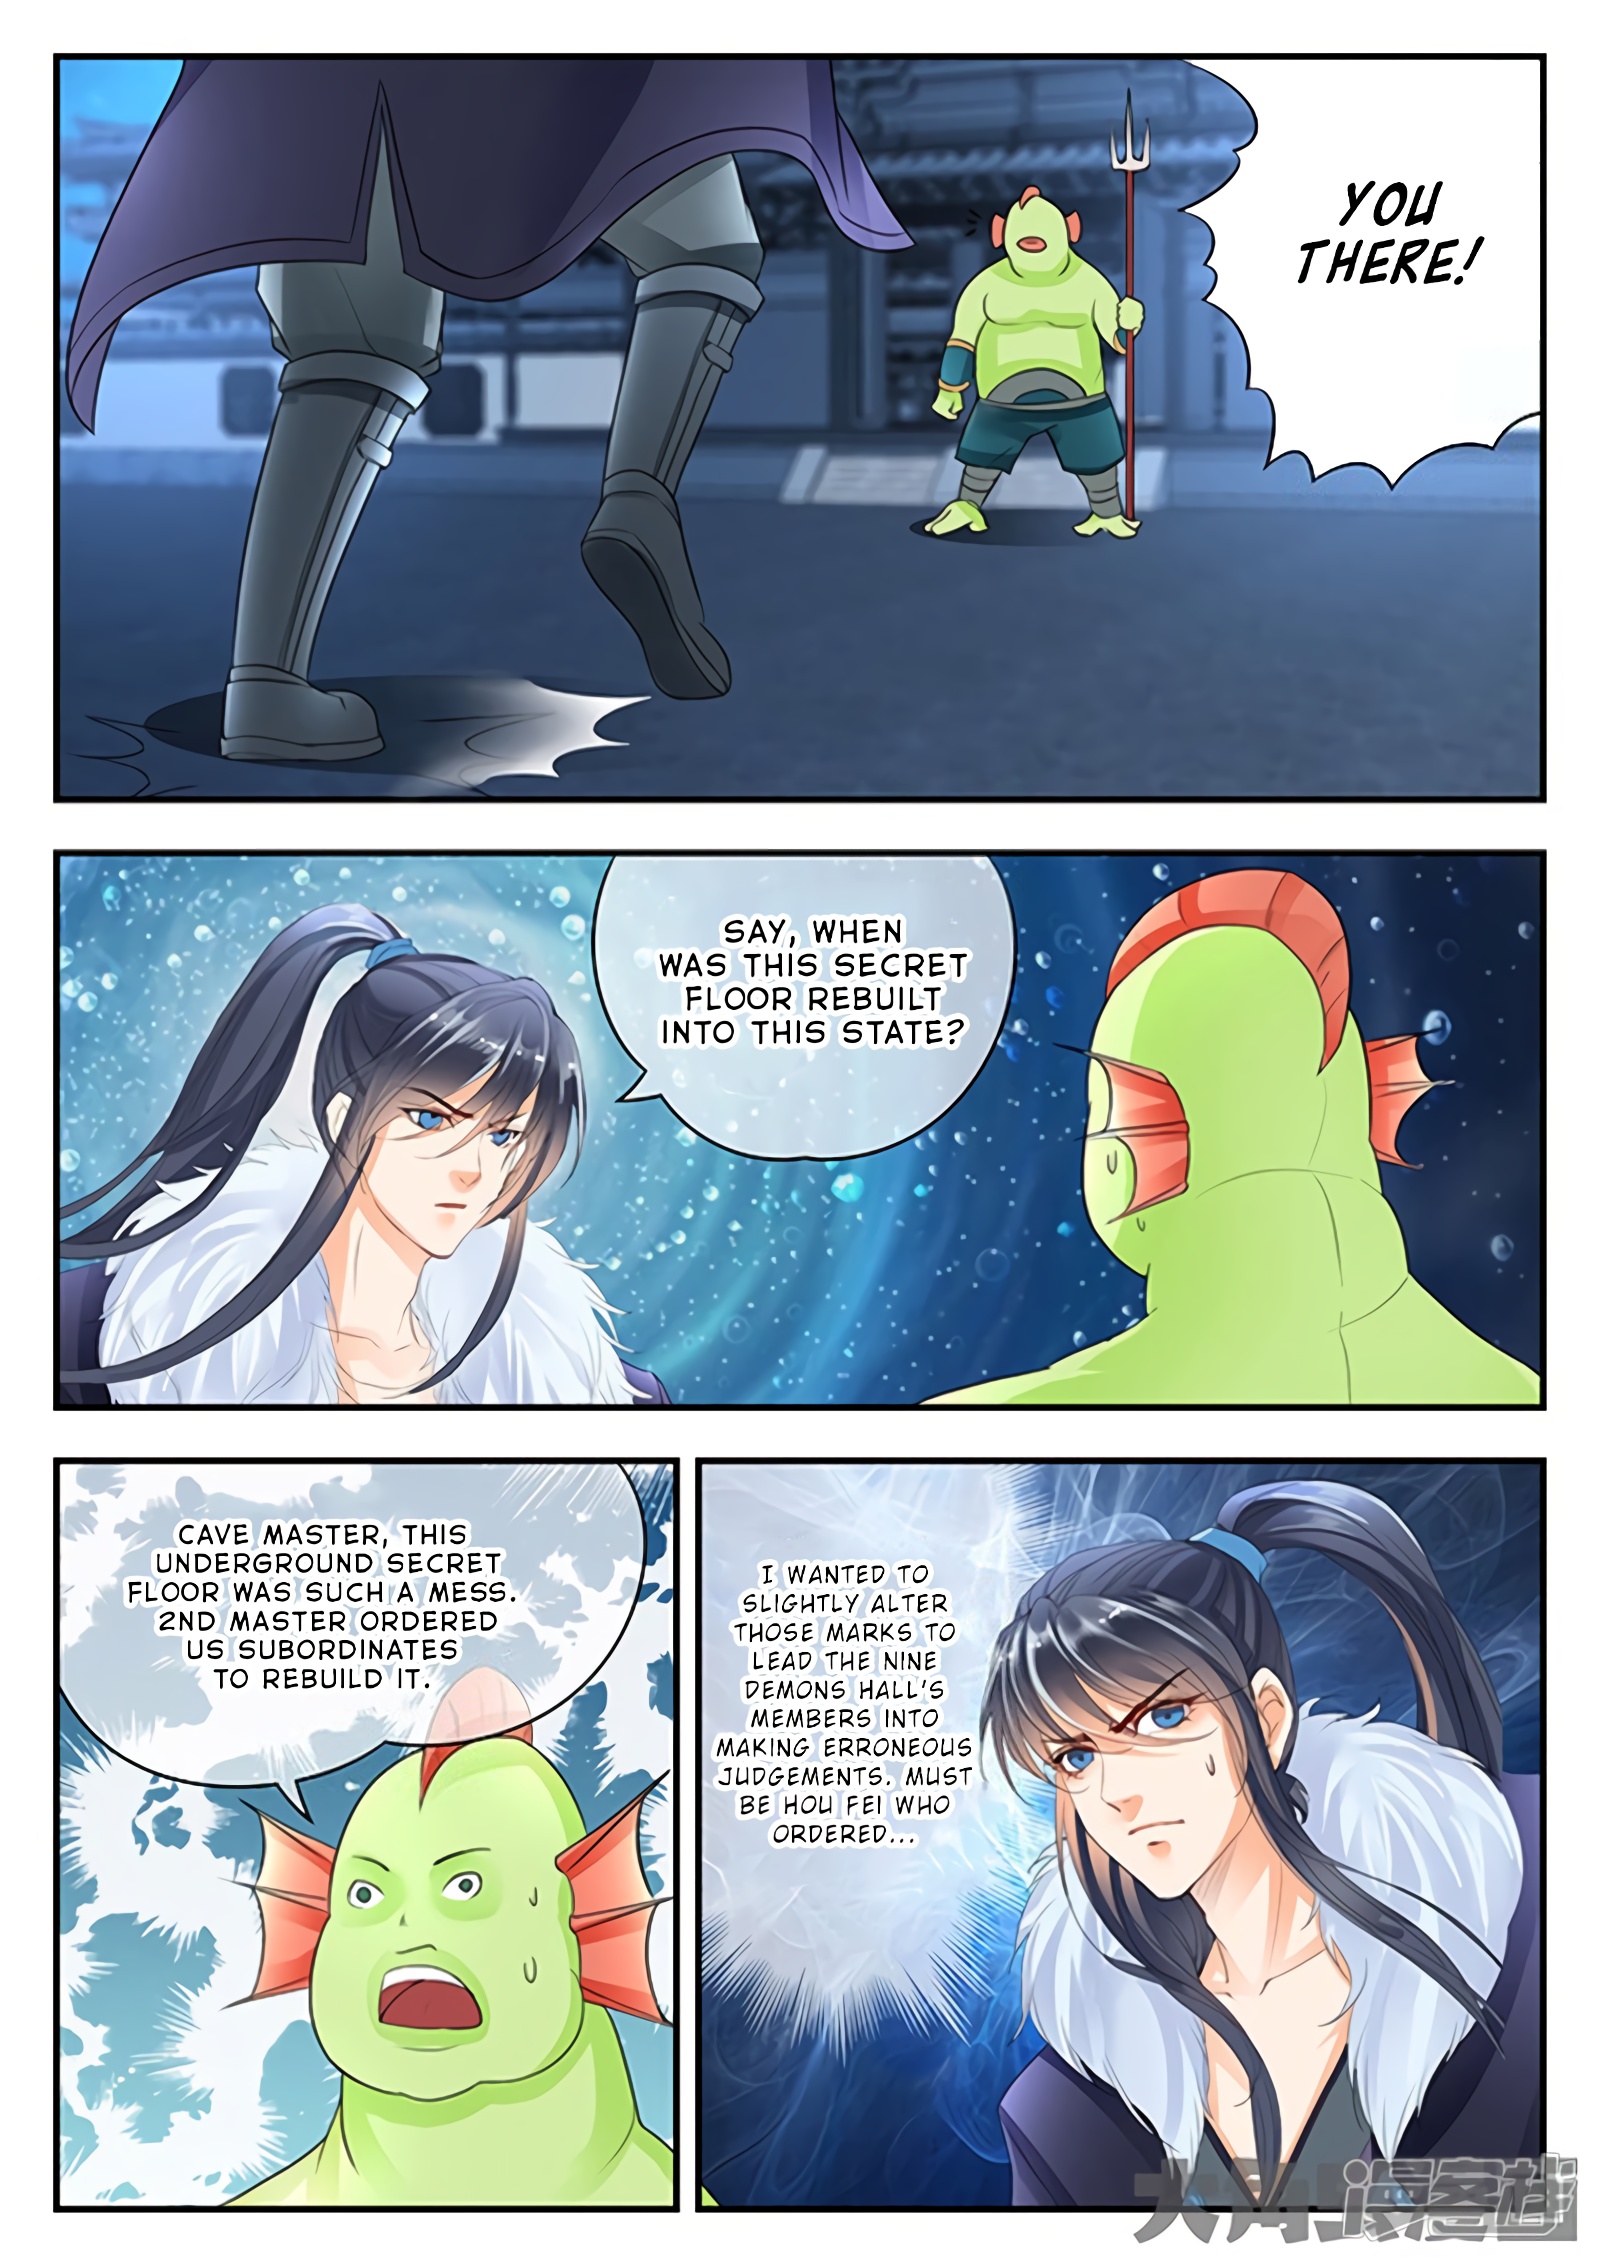 YOU
THERE!
SAY, WHEN
WAS THIS SECRET
FLOOR REBUILT
INTO THIS STATE?
CAVE MASTER, THIS
UNDERGROUND SECRET
FLOOR WAS SUCH A MESS.
2ND MASTER ORDERED
US SUBORDINATES
TO REBUILD IT.
I WANTED TO
SLIGHTLY ALTER
THOSE MARKS TO
LEAD THE NINE
DEMONS HALL'S
MEMBERS INTO
MAKING ERRONEOUS
JUDGEMENTS. MUST
BE HOU FEI WHO
ORDERED...